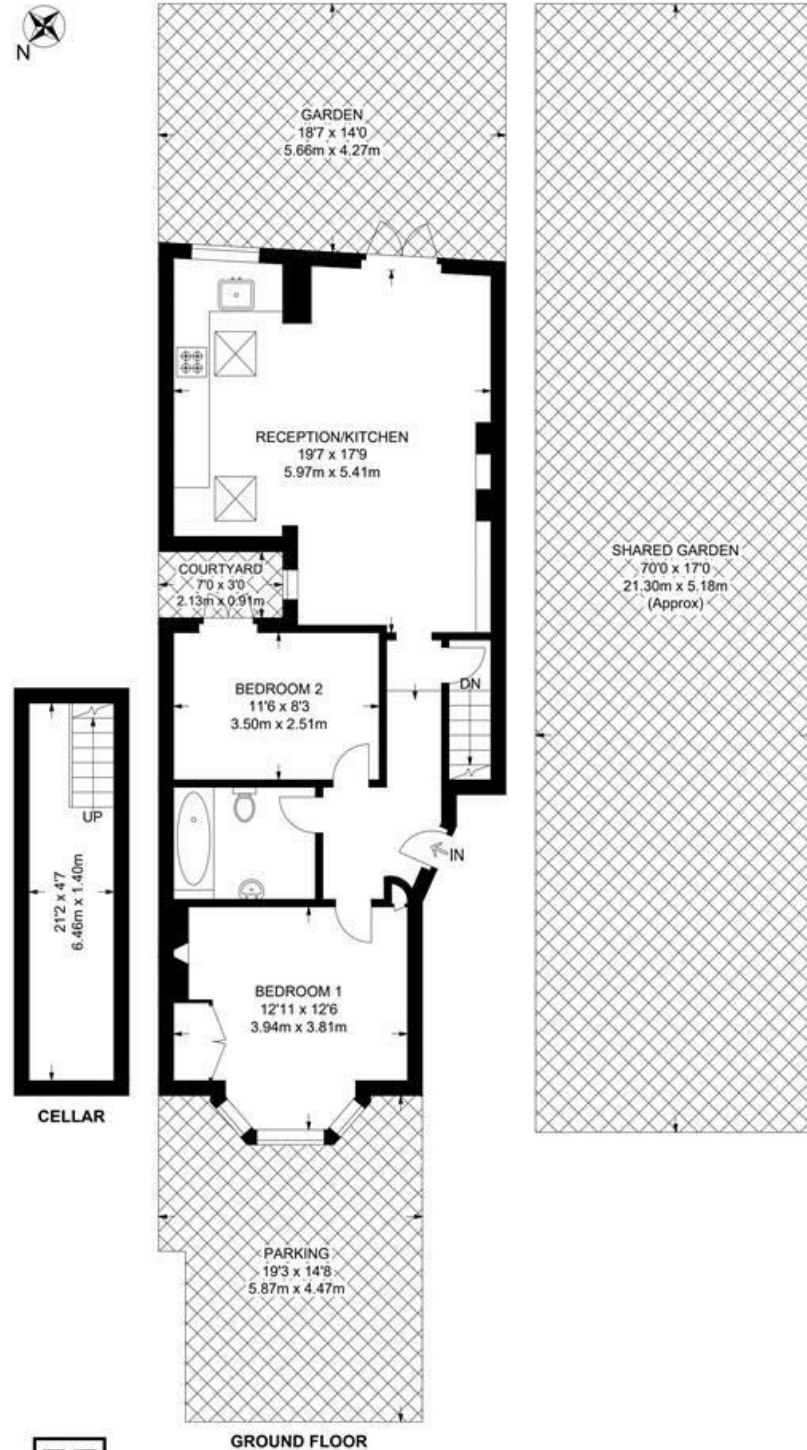 N
GARDEN
18'7 x 14'0
5.66m x 4.27m
RECEPTION/KITCHEN
19'7 x 17'9
5.97m x 5.41m
SHARED GARDEN
70'0 x 17'0
21.30m x 5.18m
(Approx)
COURTYARD
7'0 x 3'0
2.13m x 0.91m
BEDROOM 2
11'6 x 8'3
3.50m x 2.51m
DN
UP
21'2 x 4'7
6.46m x 1.40m
IN
BEDROOM 1
12'11 x 12'6
3.94m x 3.81m
CELLAR
PARKING
19'3 x 14'8
5.87m x 4.47m
GROUND FLOOR